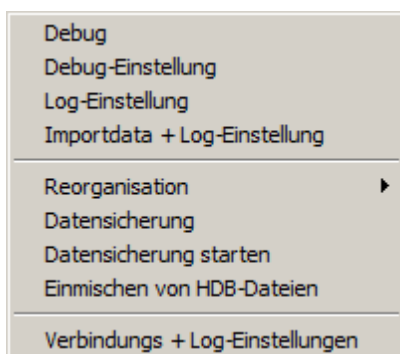 Debug
Debug-Einstellung
Log-Einstellung
Importdata + Log-Einstellung
Reorganisation
Datensicherung
Datensicherung starten
Einmischen von HDB-Dateien
Verbindungs + Log-Einstellungen